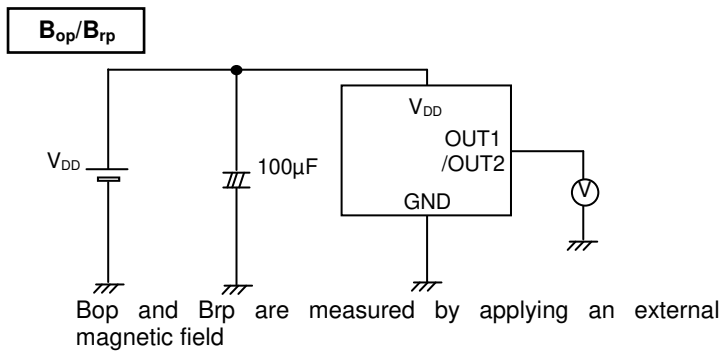 Bop/Brp
VDD
100µF
VDD
OUT1
/OUT2
GND
V
Bop and Brp are measured by applying an external
magnetic field